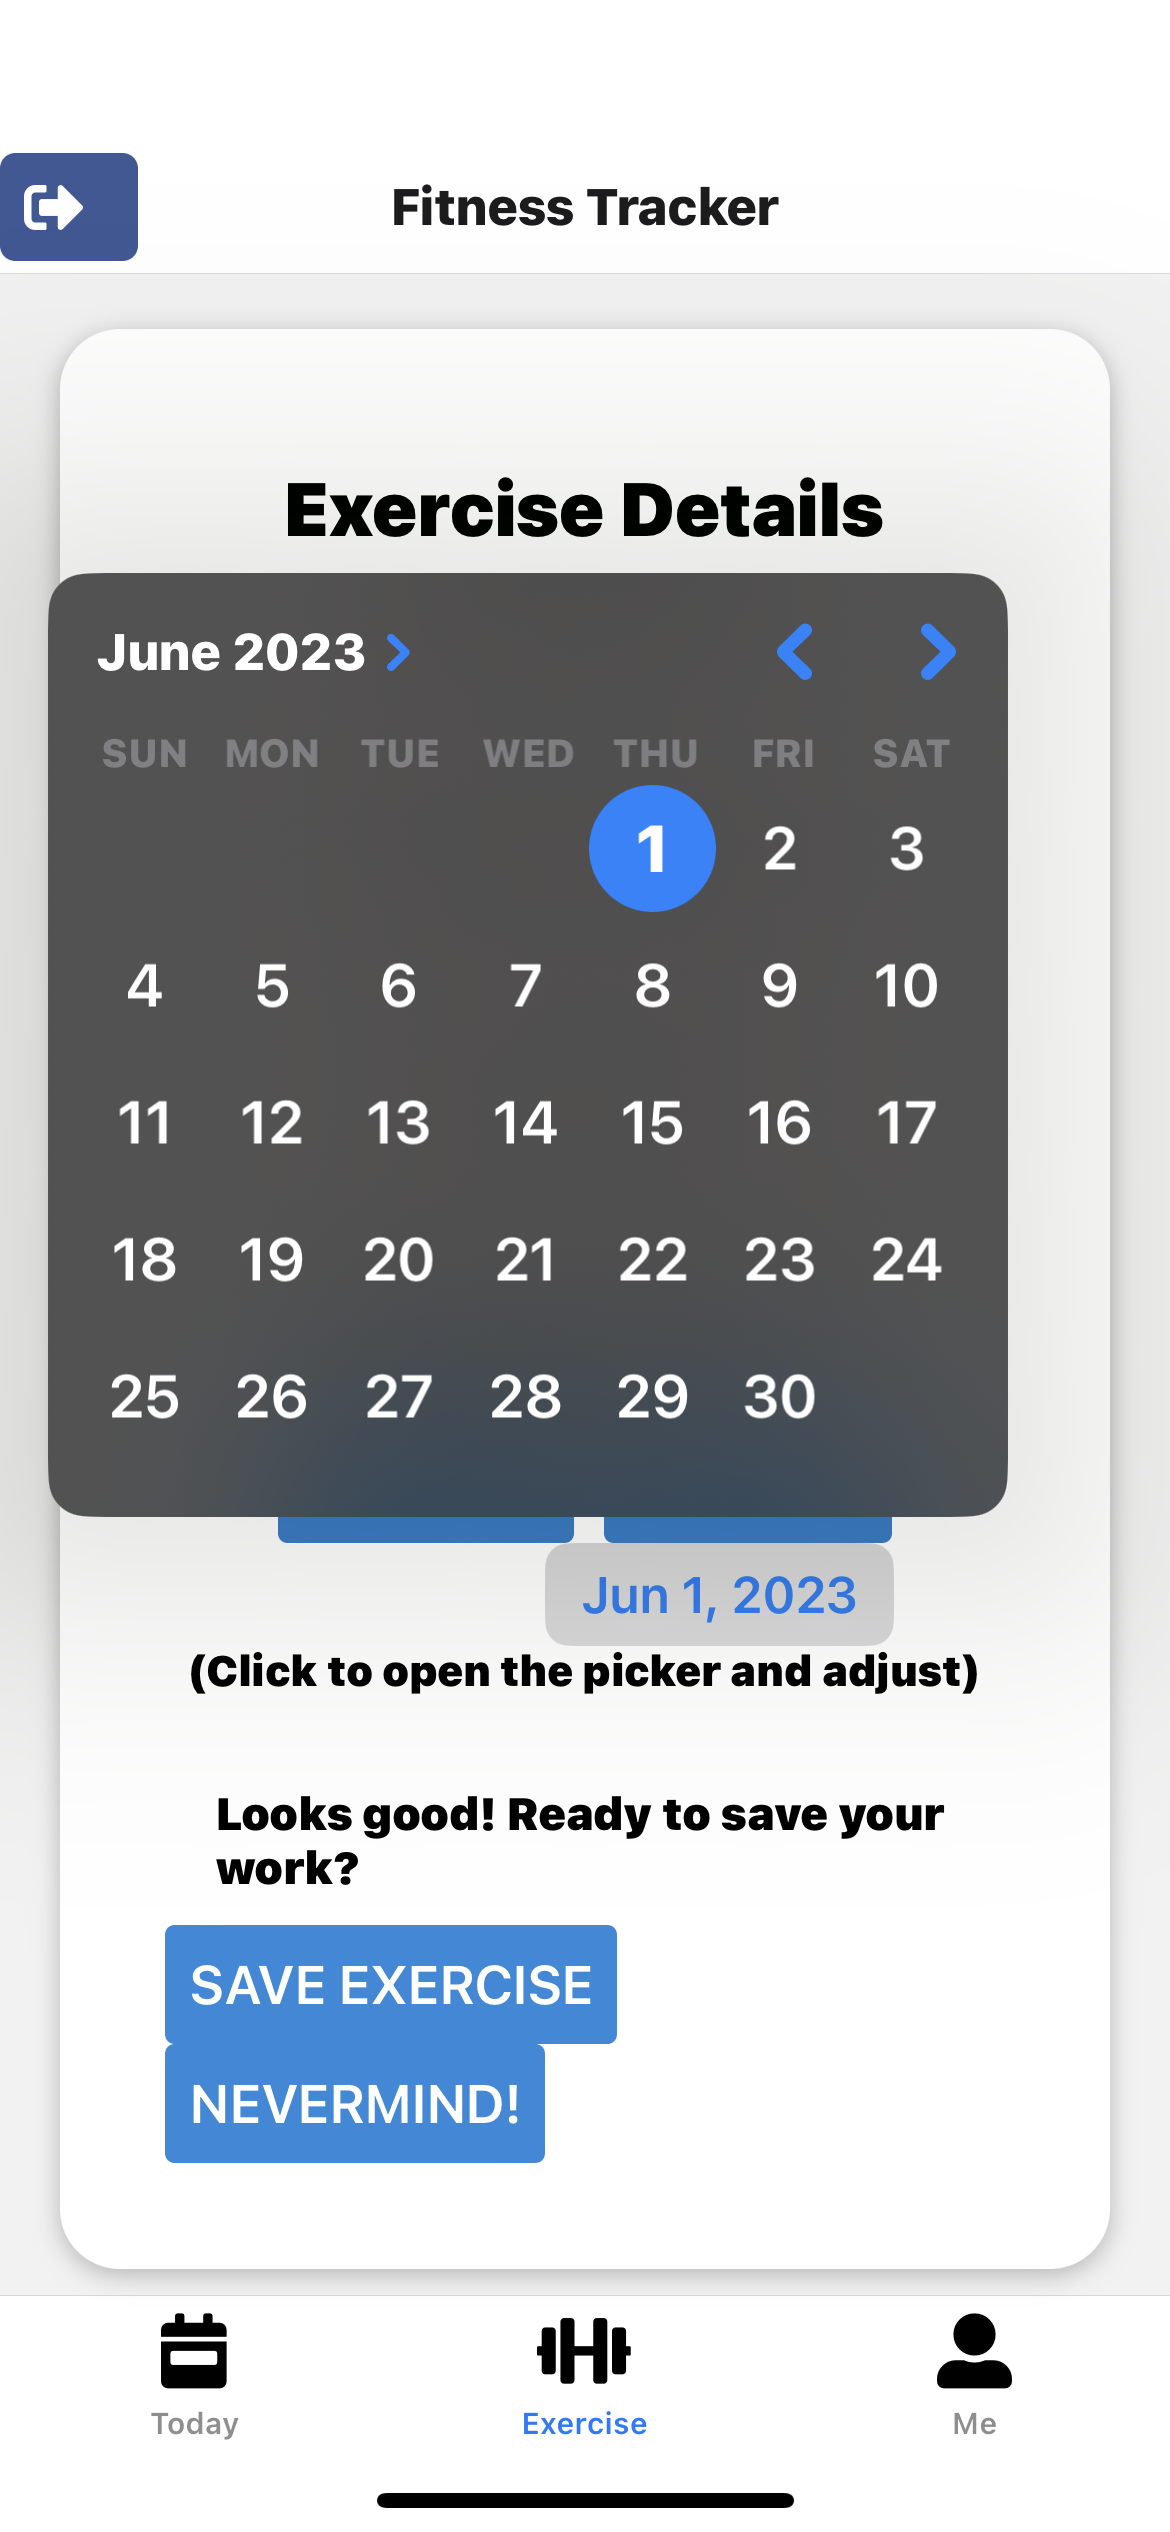 Fitness Tracker
Exercise Details
June 2023
SUN MON TUE WED THU FRI SAT
1 2 3
4 5 6 7 8 9 10
11 12 13 14 15 16 17
18 19 20 21 22 23 24
25 26 27 28 29 30
Jun 1, 2023
(Click to open the picker and adjust)
Looks good! Ready to save your
work?
SAVE EXERCISE
NEVERMIND!
Today Exercise Me